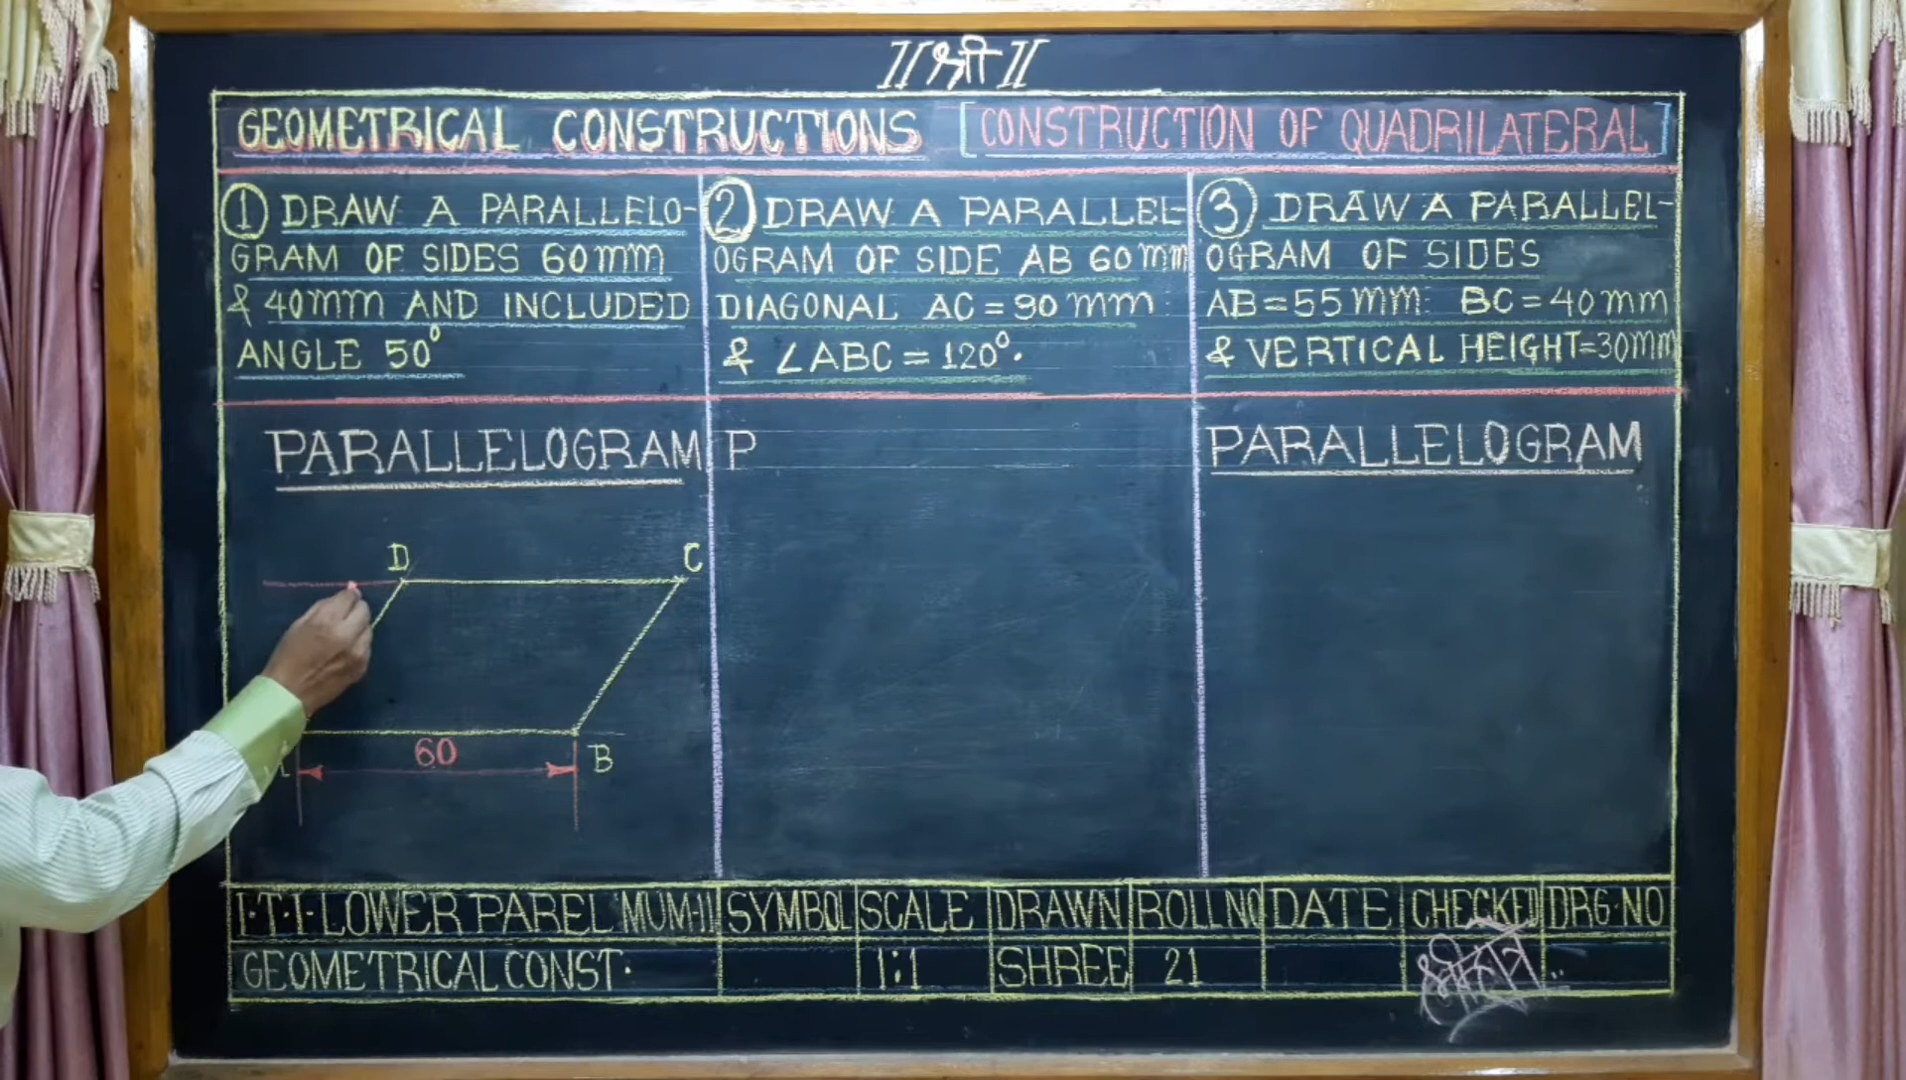 ||श्री||
GEOMETRICAL CONSTRUCTIONS [CONSTRUCTION OF QUADRILATERAL]
① DRAW A PARALLELO-
GRAM OF SIDES 60mm
& 40mm AND INCLUDED
ANGLE 50°
② DRAW A PARALLEL-
OGRAM OF SIDE AB 60 mm
DIAGONAL AC = 90 mm
& ∠ABC = 120°.
③ DRAW A PARALLEL-
OGRAM OF SIDES
AB=55mm BC=40mm
& VERTICAL HEIGHT=30mm
PARALLELOGRAM
P
PARALLELOGRAM
D C
60
B
I.T.I-LOWER PAREL MUM-11 SYMBOL SCALE DRAWN ROLL NO DATE CHECKED DRG.NO
GEOMETRICAL CONST. 1:1 SHREE 21